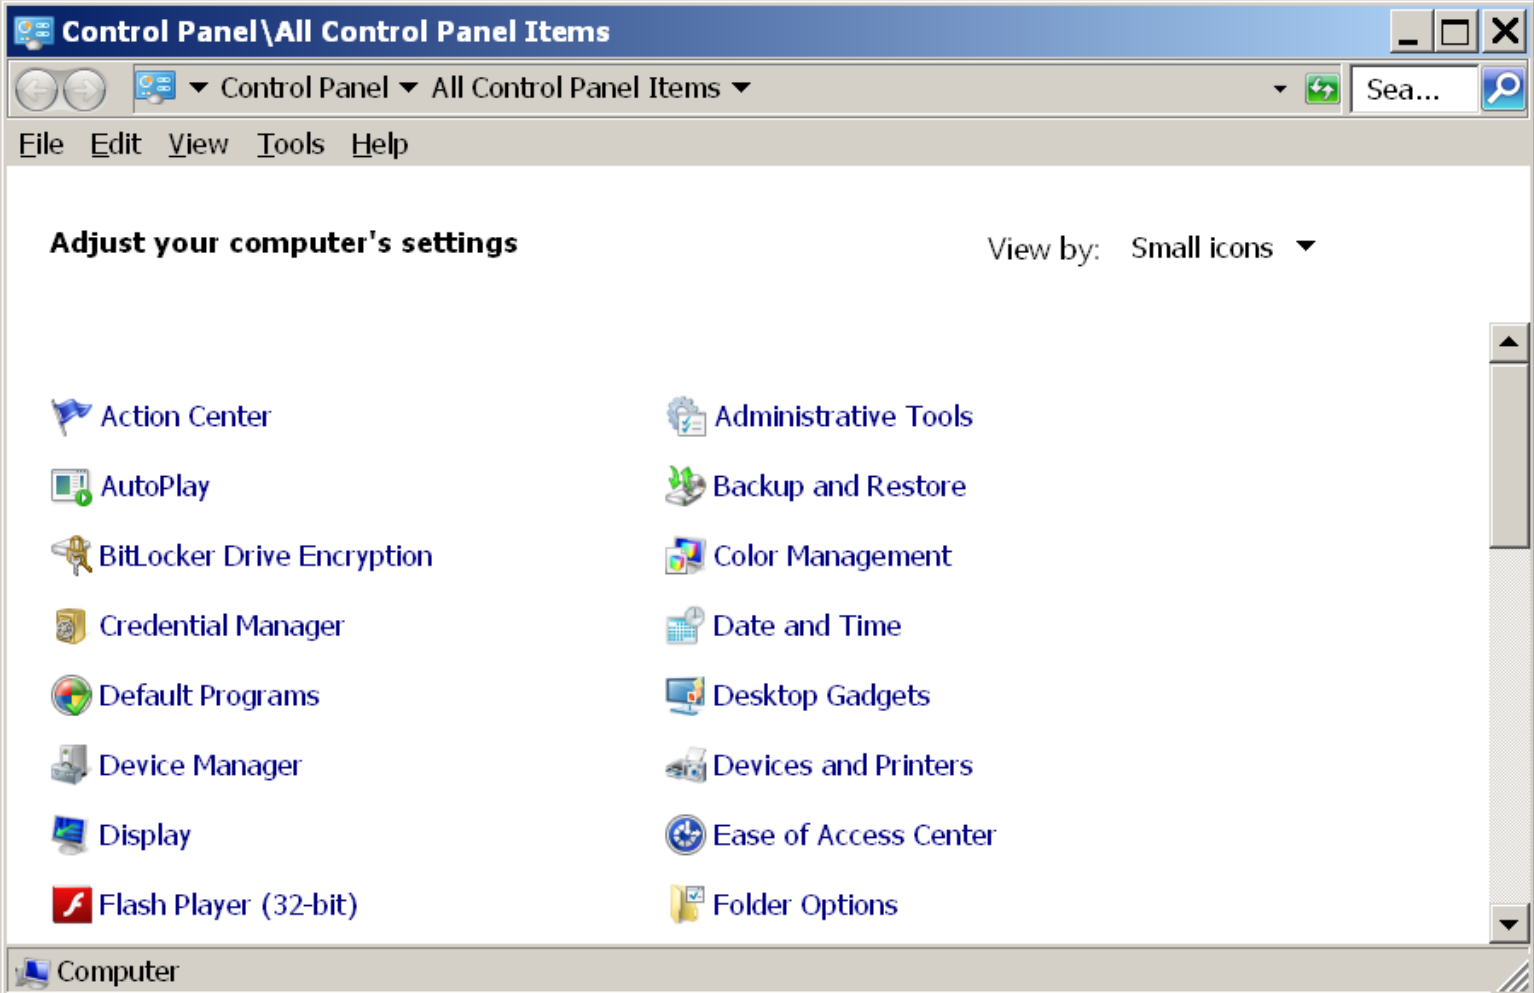 Control Panel\All Control Panel Items
Control Panel All Control Panel Items Sea...
File Edit View Tools Help
Adjust your computer's settings
View by: Small icons
Action Center Administrative Tools
AutoPlay Backup and Restore
BitLocker Drive Encryption Color Management
Credential Manager Date and Time
Default Programs Desktop Gadgets
Device Manager Devices and Printers
Display Ease of Access Center
Flash Player (32-bit) Folder Options
Computer